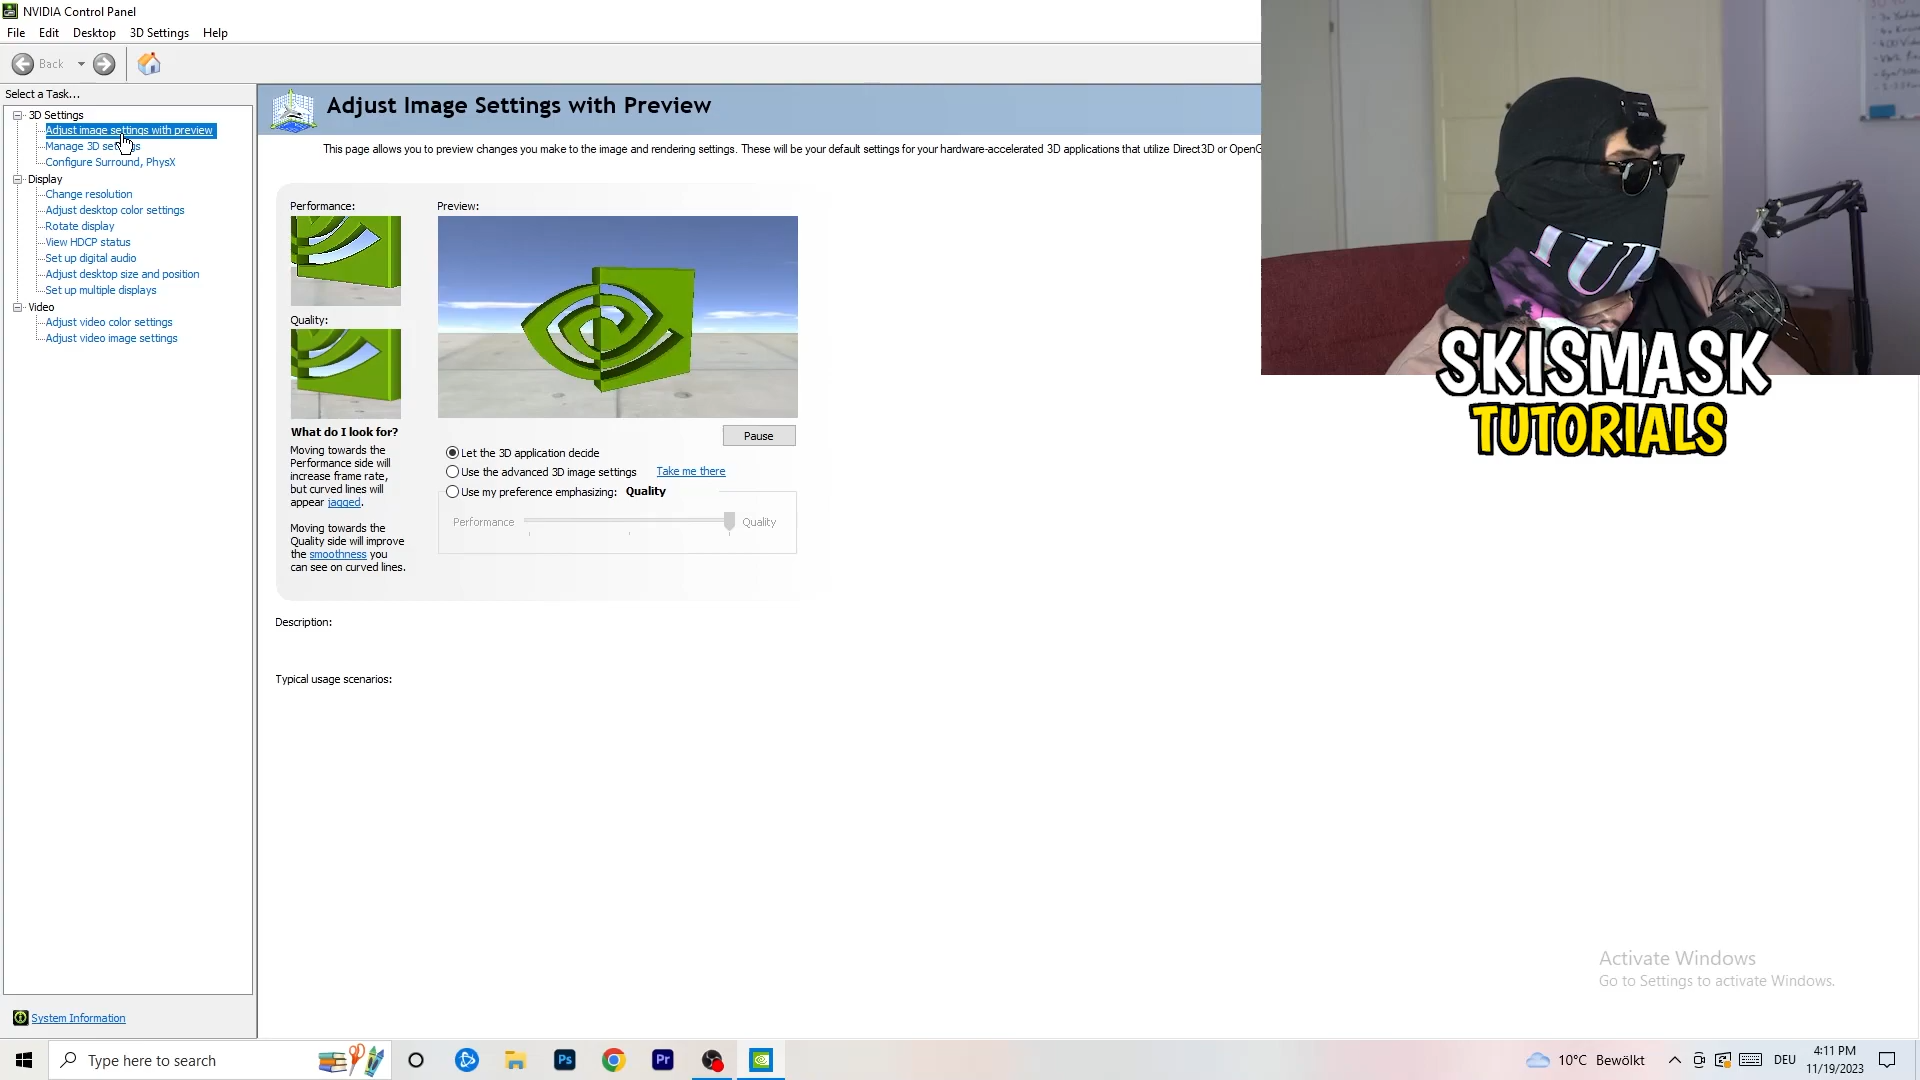 NVIDIA Control Panel
File Edit Desktop 3D Settings Help
Back
Select a Task...
3D Settings
Adjust image settings with preview
Manage 3D settings
Configure Surround, PhysX
Display
Change resolution
Adjust desktop color settings
Rotate display
View HDCP status
Set up digital audio
Adjust desktop size and position
Set up multiple displays
Video
Adjust video color settings
Adjust video image settings
System Information
Adjust Image Settings with Preview
This page allows you to preview changes you make to the image and rendering settings. These will be your default settings for your hardware-accelerated 3D applications that utilize Direct3D or OpenG
Performance:
Quality:
What do I look for?
Moving towards the
Performance side will
increase frame rate,
but curved lines will
appear jagged.
Moving towards the
Quality side will improve
the smoothness you
can see on curved lines.
Preview:
Pause
Let the 3D application decide
Use the advanced 3D image settings Take me there
Use my preference emphasizing: Quality
Performance Quality
Description:
Typical usage scenarios:
SKISMASK
TUTORIALS
Activate Windows
Go to Settings to activate Windows.
Type here to search
Ps
Pr
10°C Bewölkt
DEU
4:11 PM
11/19/2023